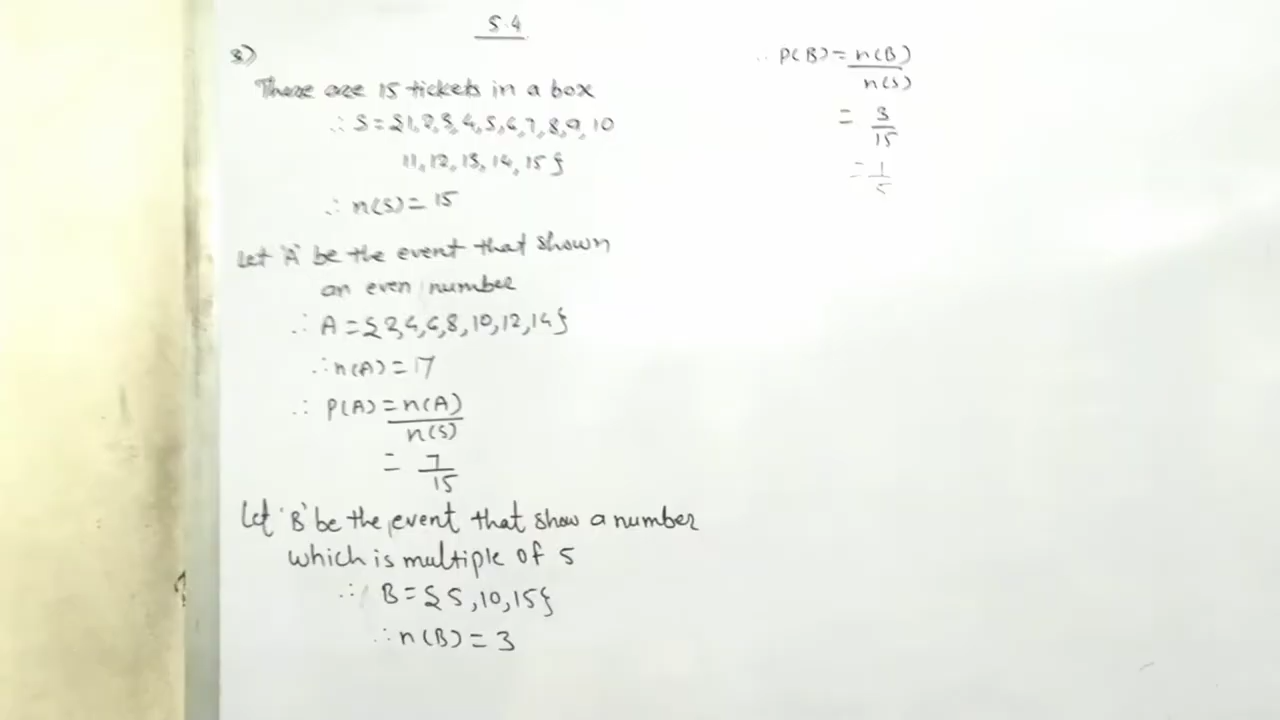 5.4
3)
There are 15 tickets in a box
∴ S = {1, 2, 3, 4, 5, 6, 7, 8, 9, 10
11, 12, 13, 14, 15}
∴ n(S) = 15
Let 'A' be the event that shown
an even number
∴ A = {2, 4, 6, 8, 10, 12, 14}
∴ n(A) = 17
∴ P(A) = n(A)
n(S)
= 7
15
Let 'B' be the event that show a number
which is multiple of 5
∴ B = {5, 10, 15}
∴ n(B) = 3
∴ P(B) = n(B)
n(S)
= 3
15
= 1
5